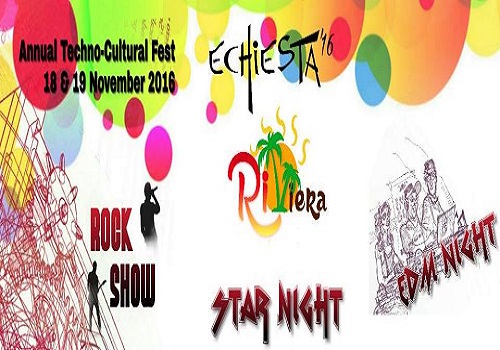 Annual Techno-Cultural Fest
18 & 19 November 2016
ECHIESTA'16
Riviera
ROCK
SHOW
STAR NIGHT
EDM NIGHT